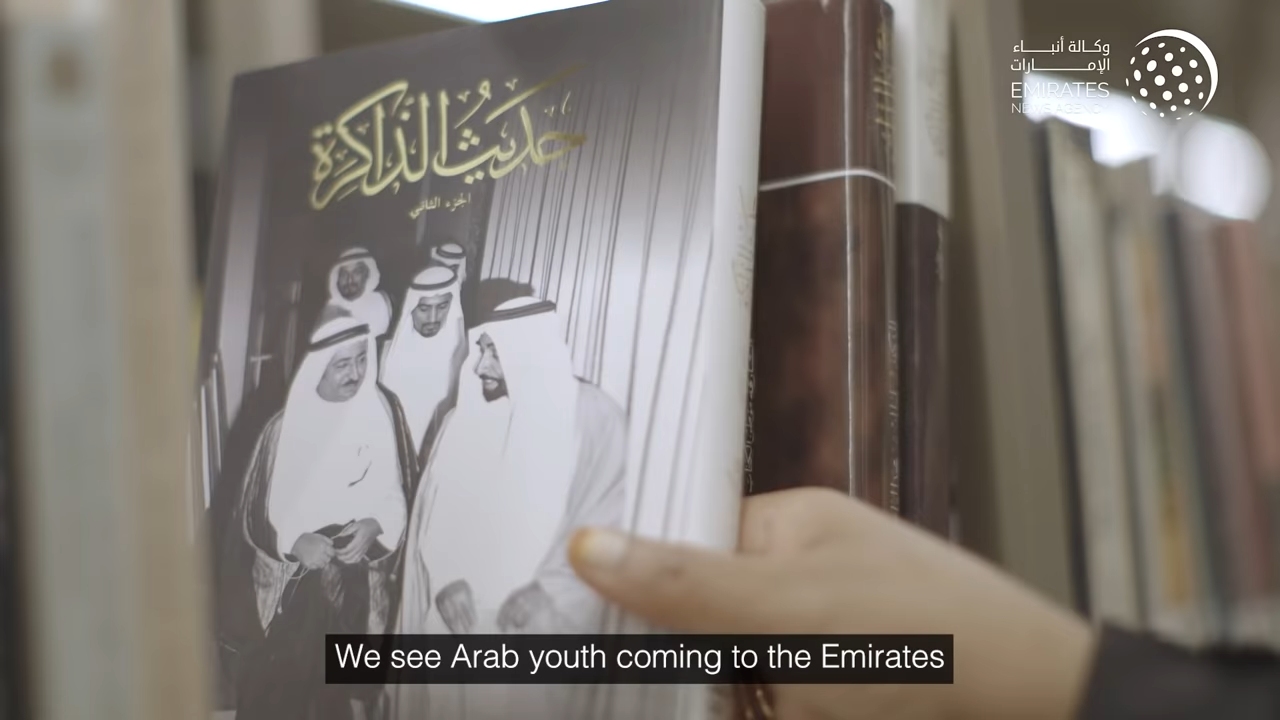 حديث الذاكرة
الجزء الثاني
وكالة أنباء
الإمارات
EMIRATES
NEWS AGENCY
We see Arab youth coming to the Emirates